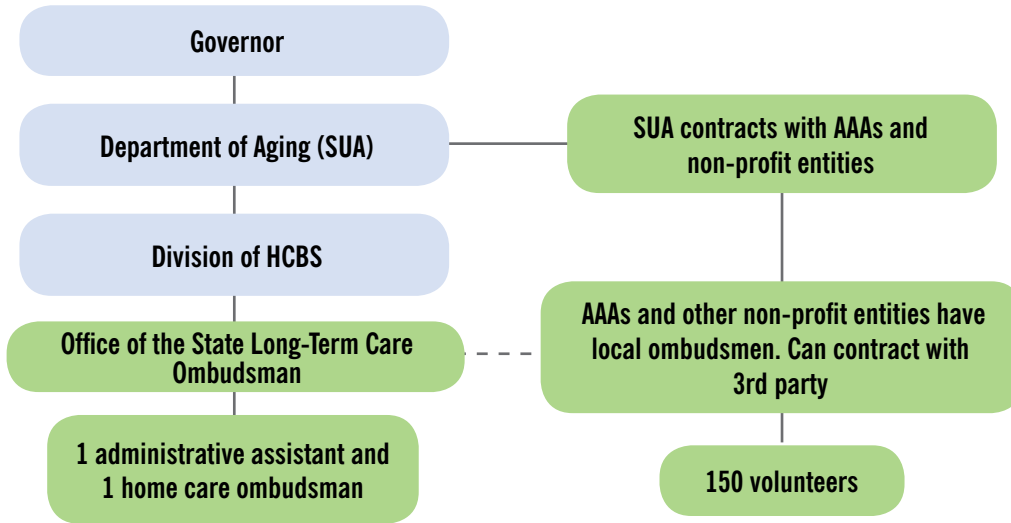 Governor
Department of Aging (SUA)
SUA contracts with AAAs and
non-profit entities
Division of HCBS
AAAs and other non-profit entities have
local ombudsmen. Can contract with
3rd party
Office of the State Long-Term Care
Ombudsman
1 administrative assistant and
1 home care ombudsman
150 volunteers